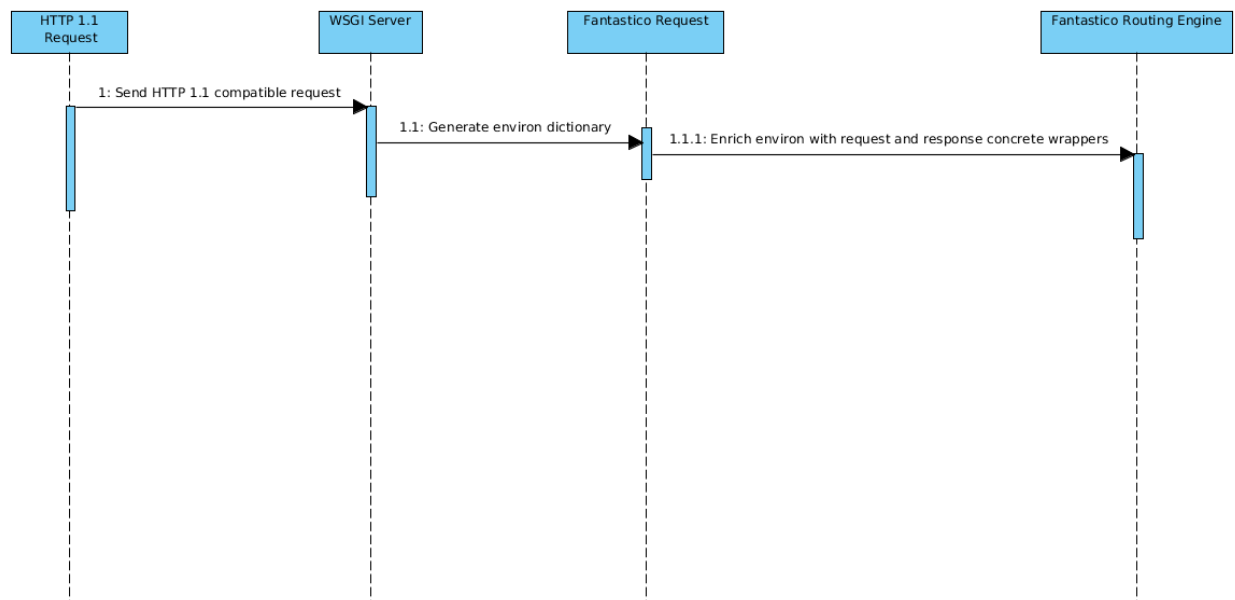 HTTP 1.1
Request
WSGI Server
Fantastico Request
Fantastico Routing Engine
1: Send HTTP 1.1 compatible request
1.1: Generate environ dictionary
1.1.1: Enrich environ with request and response concrete wrappers